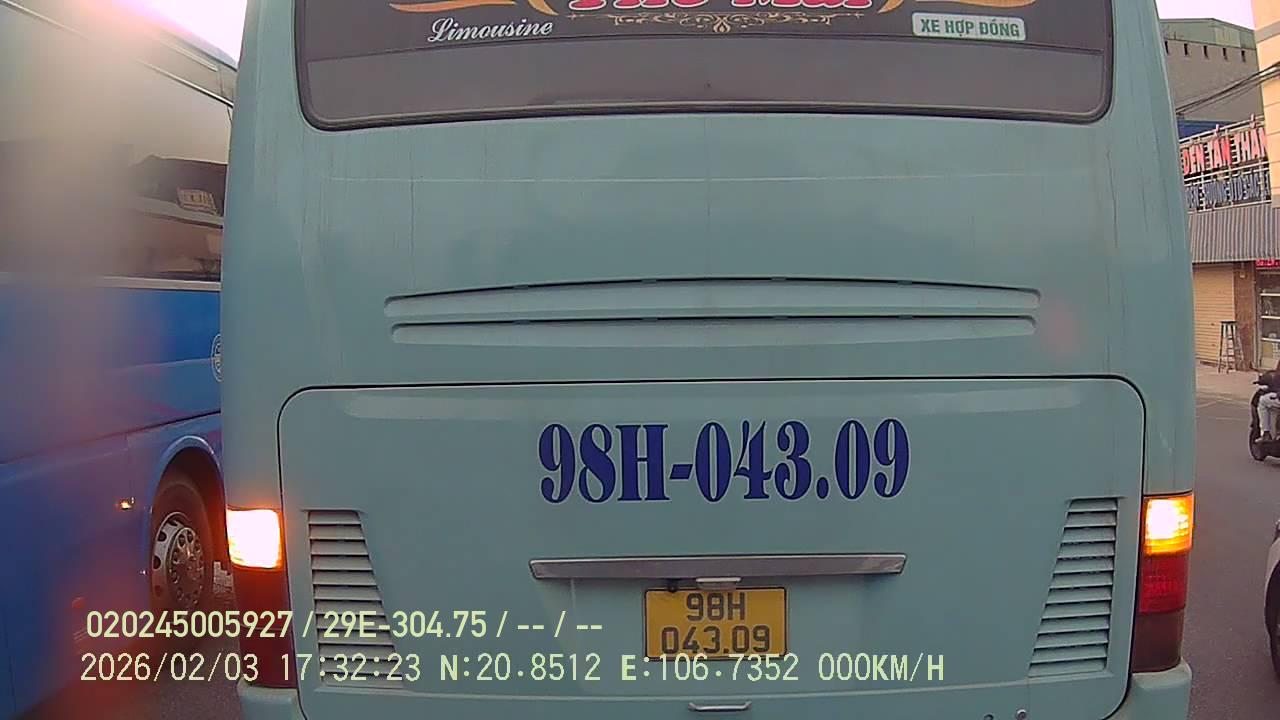 Limousine
XE HỢP ĐỒNG
98H-043.09
98H
043.09
020245005927 / 29E-304.75 / -- / --
2026/02/03 17:32:23 N:20.8512 E:106.7352 000KM/H